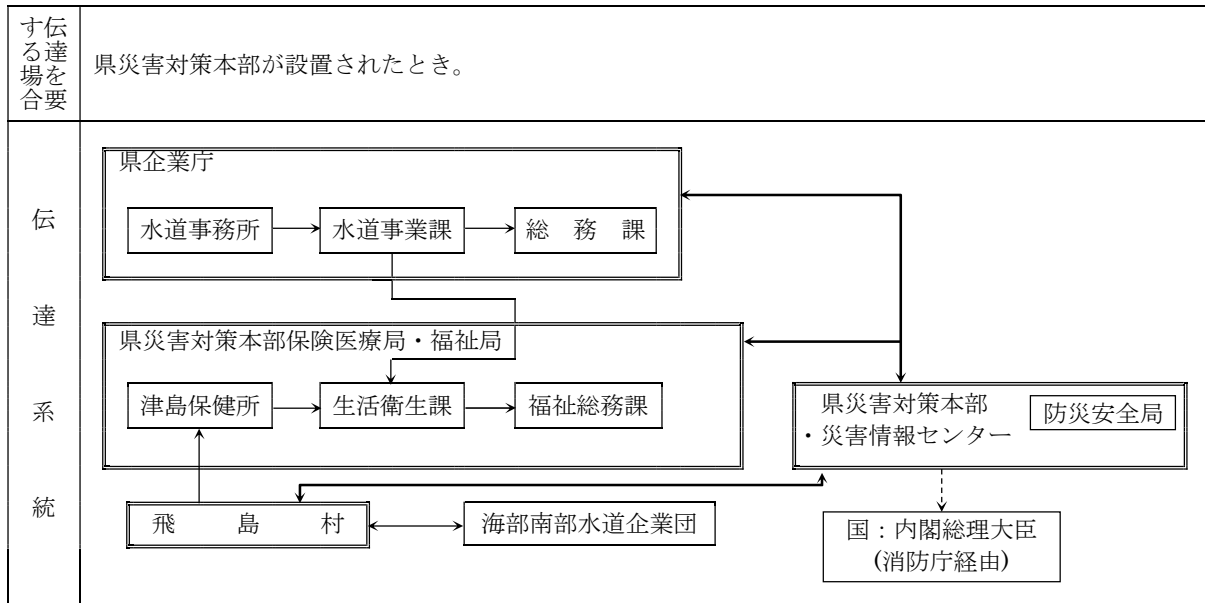 伝達を要
する場合
県災害対策本部が設置されたとき。
伝達系統
県企業庁
水道事務所
水道事業課
総　務　課
県災害対策本部保険医療局・福祉局
津島保健所
生活衛生課
福祉総務課
県災害対策本部
・災害情報センター
防災安全局
飛　島　村
海部南部水道企業団
国：内閣総理大臣
(消防庁経由)